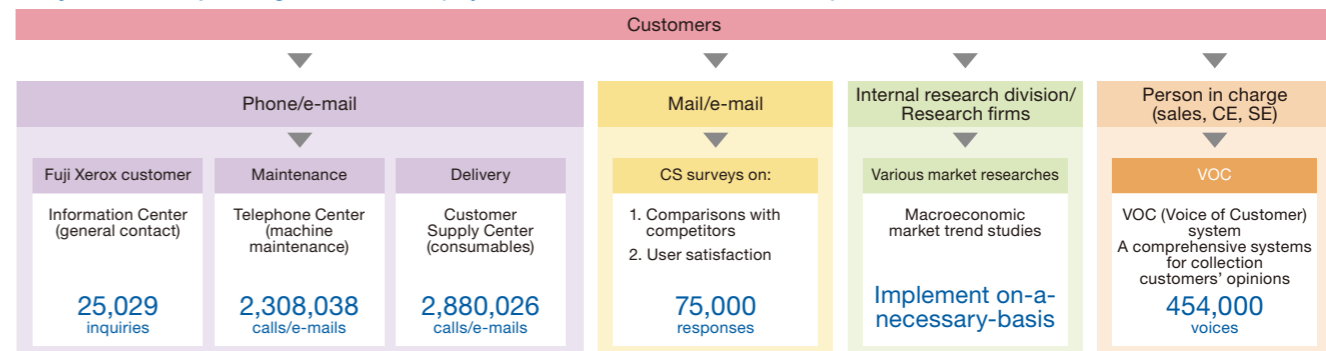 Customers
Phone/e-mail
Fuji Xerox customer
Information Center
(general contact)
25,029
inquiries
Maintenance
Telephone Center
(machine
maintenance)
2,308,038
calls/e-mails
Delivery
Customer
Supply Center
(consumables)
2,880,026
calls/e-mails
Mail/e-mail
CS surveys on:
1. Comparisons with
competitors
2. User satisfaction
75,000
responses
Internal research division/
Research firms
Various market researches
Macroeconomic
market trend studies
Implement on-a-
necessary-basis
Person in charge
(sales, CE, SE)
VOC
VOC (Voice of Customer)
system
A comprehensive systems
for collection
customers' opinions
454,000
voices